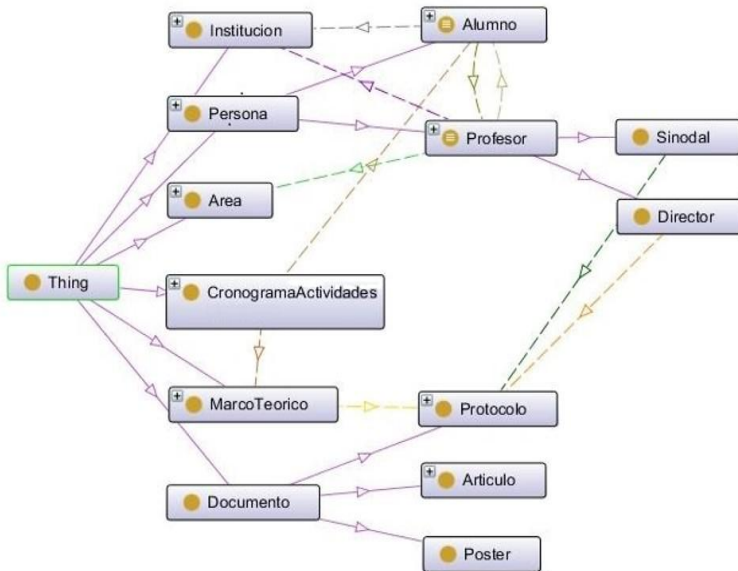 Institucion
Alumno
Persona
Profesor
Sinodal
Area
Director
Thing
CronogramaActividades
MarcoTeorico
Protocolo
Articulo
Documento
Poster